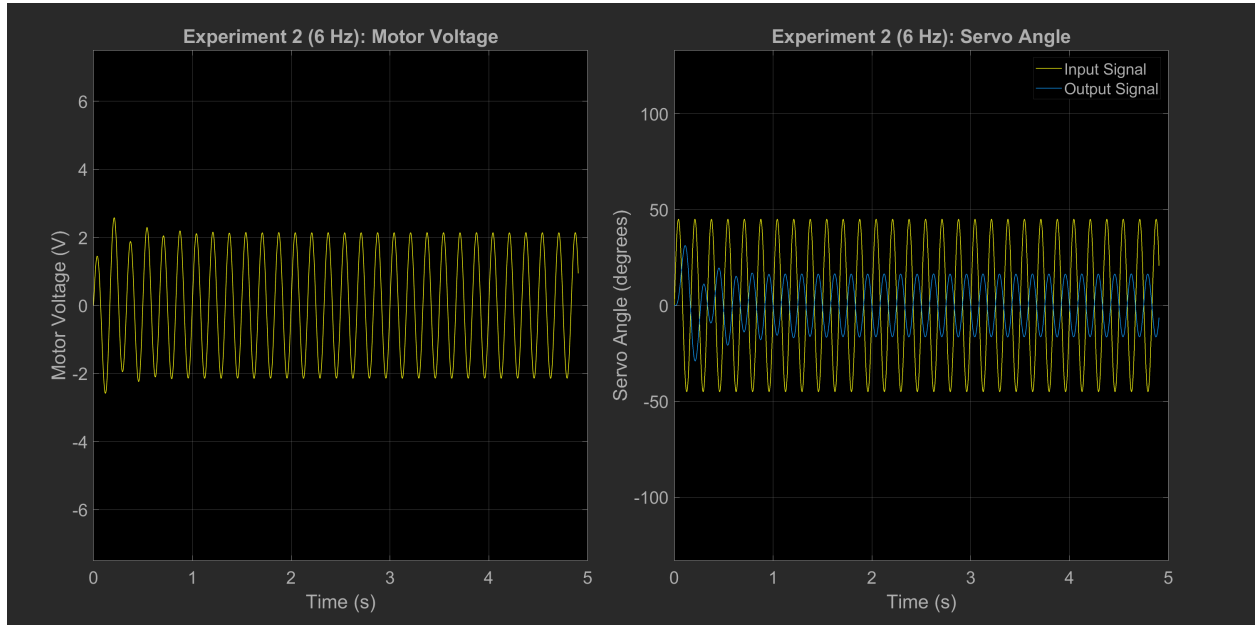 Experiment 2 (6 Hz): Motor Voltage
6
4
2
0
-2
-4
-6
Motor Voltage (V)
0 1 2 3 4 5
Time (s)
Experiment 2 (6 Hz): Servo Angle
Input Signal
Output Signal
100
50
0
-50
-100
Servo Angle (degrees)
0 1 2 3 4 5
Time (s)